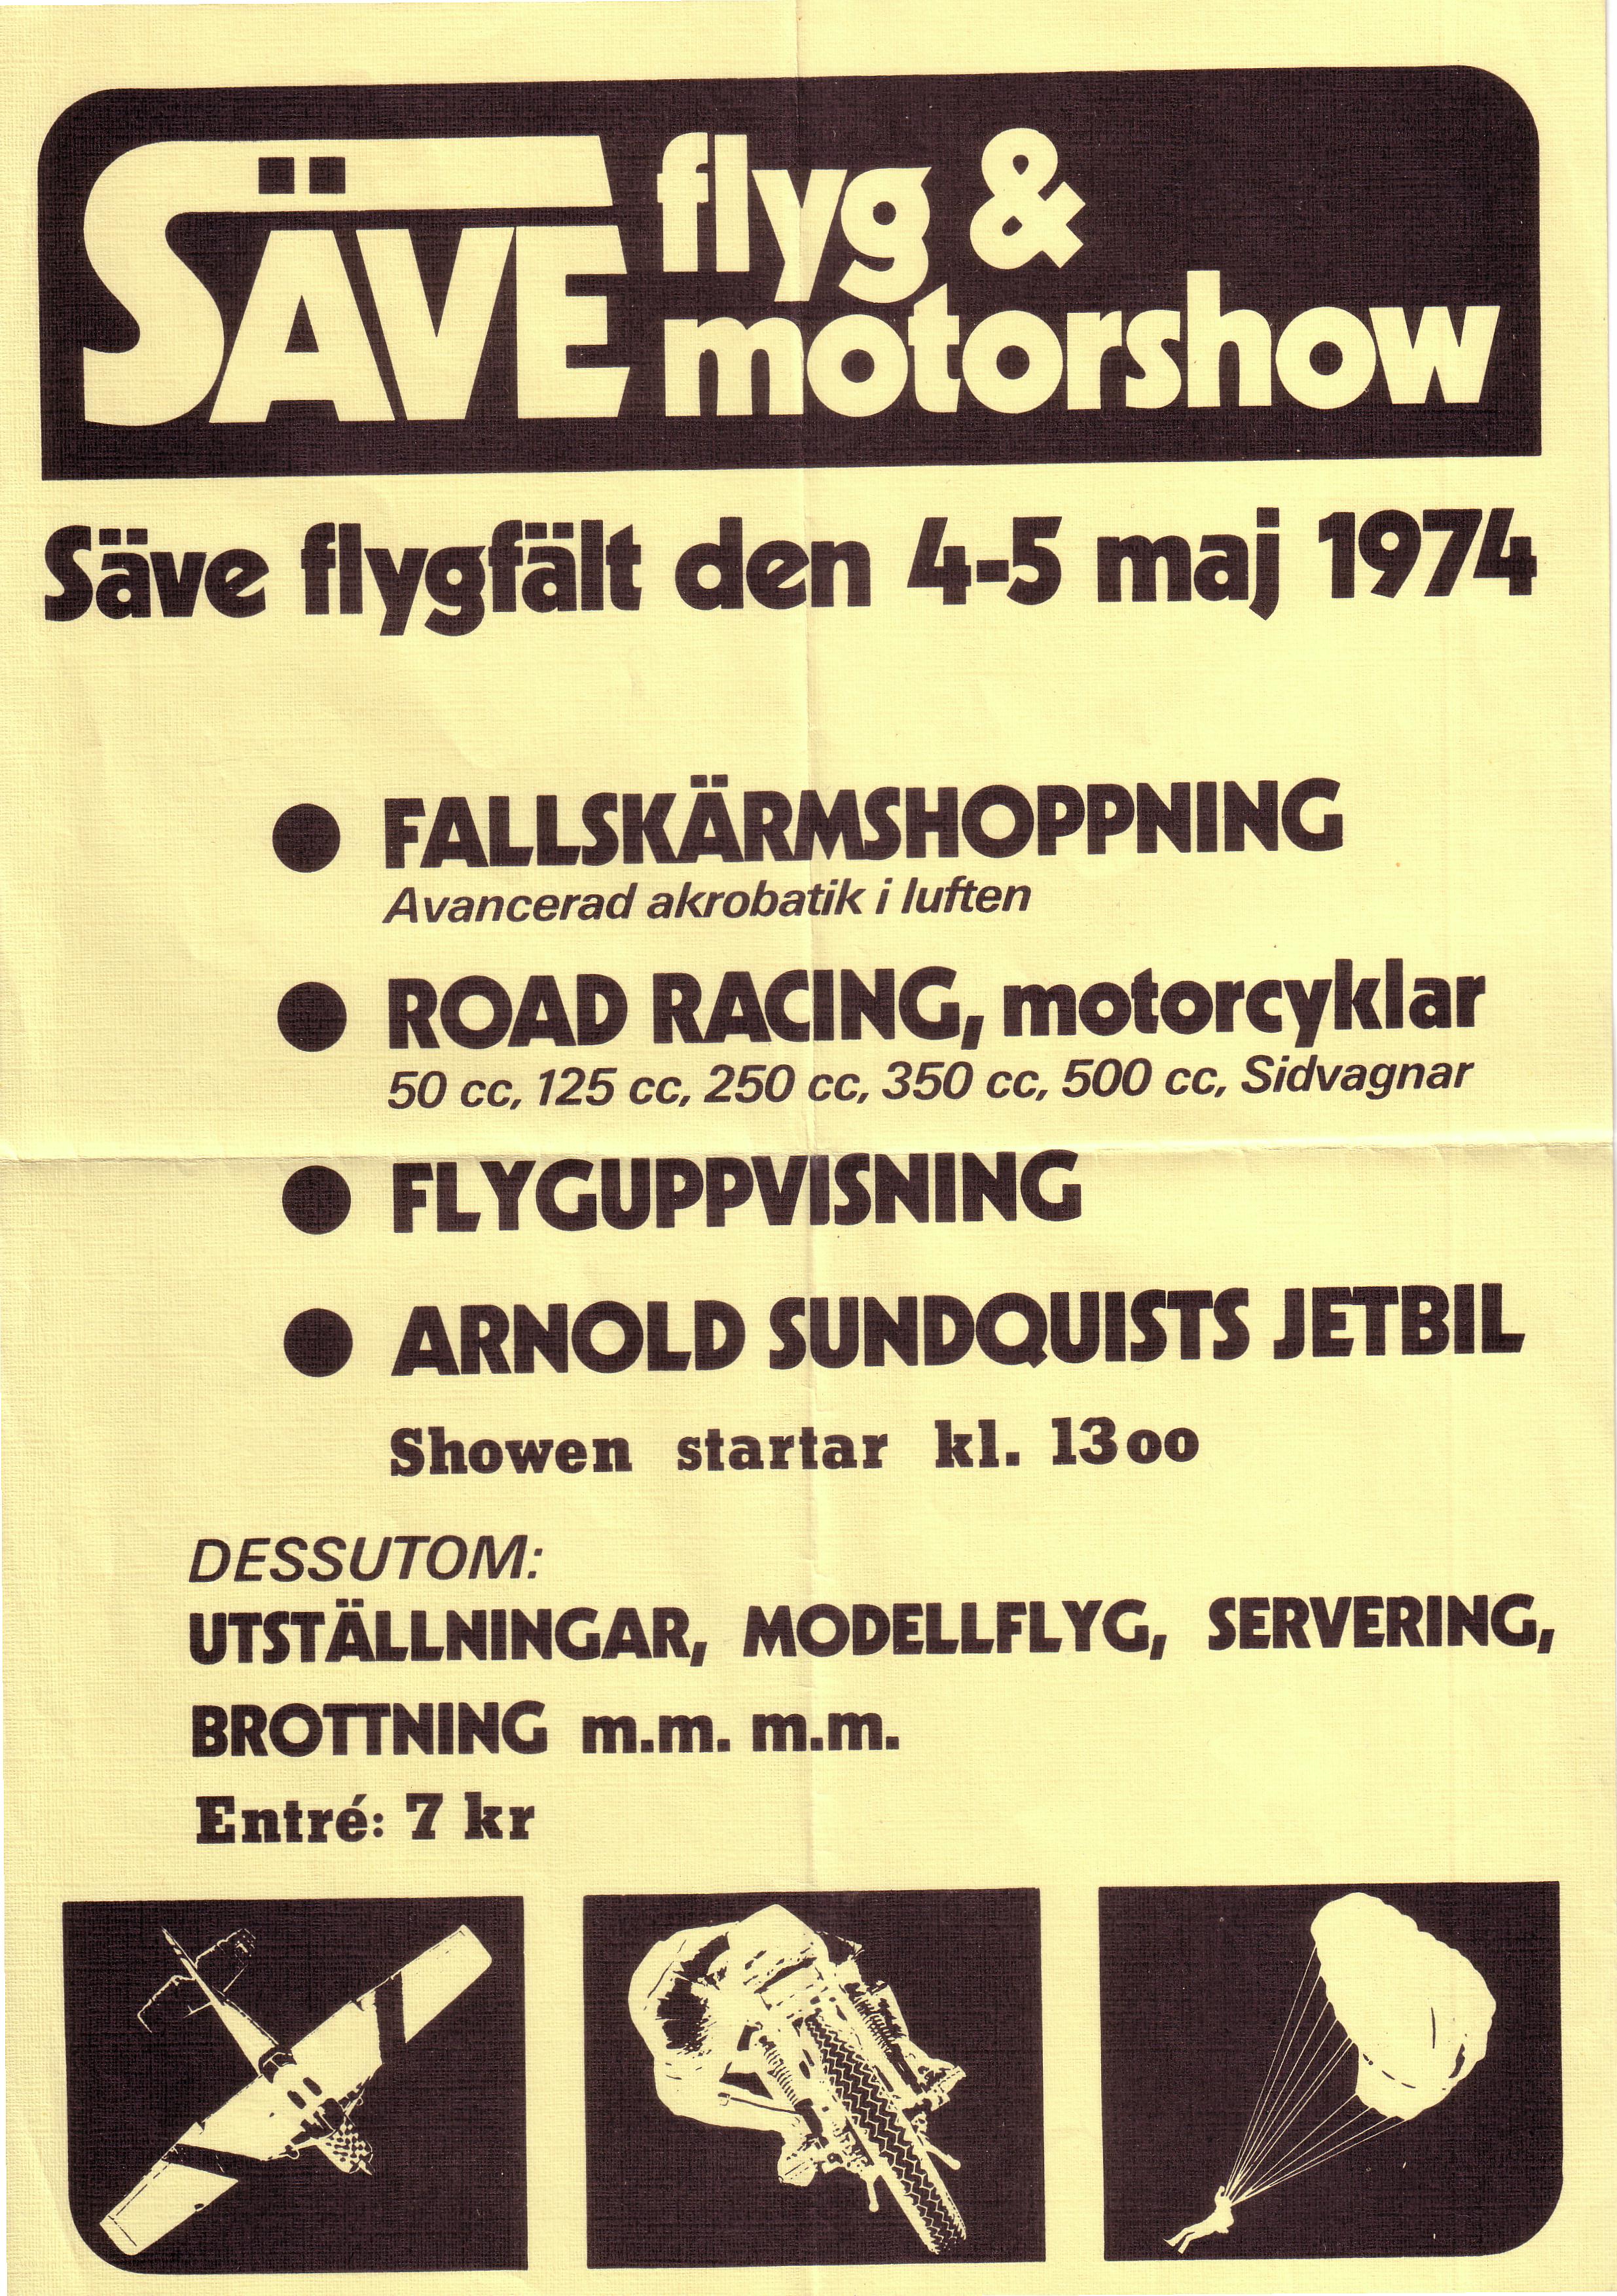 SÄVE flyg &
motorshow
Säve flygfält den 4-5 maj 1974
● FALLSKÄRMSHOPPNING
Avancerad akrobatik i luften
● ROAD RACING, motorcyklar
50 cc, 125 cc, 250 cc, 350 cc, 500 cc, Sidvagnar
● FLYGUPPVISNING
● ARNOLD SUNDQUISTS JETBIL
Showen startar kl. 13oo
DESSUTOM:
UTSTÄLLNINGAR, MODELLFLYG, SERVERING,
BROTTNING m.m. m.m.
Entré: 7 kr